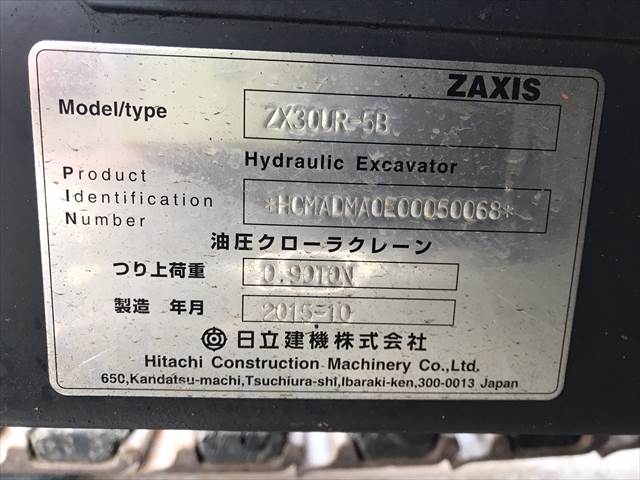 ZAXIS
Model/type ZX30UR-5B
Hydraulic Excavator
Product
Identification *HCMADMA0E00050068*
Number
油圧クローラクレーン
つり上荷重 0.90TON
製造 年月 2015-10
日立建機株式会社
Hitachi Construction Machinery Co.,Ltd.
650,Kandatsu-machi,Tsuchiura-shi,Ibaraki-ken,300-0013 Japan